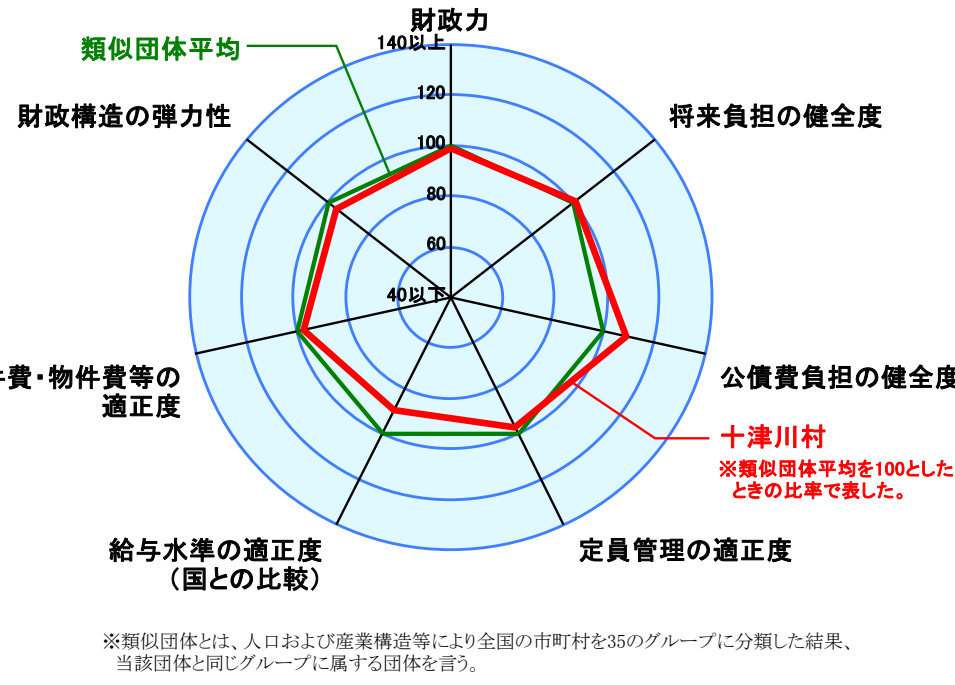 財政力
140以上
類似団体平均
120
財政構造の弾力性
将来負担の健全度
100
80
60
40以下
件費・物件費等の
適正度
公債費負担の健全度
十津川村
※類似団体平均を100とした
ときの比率で表した。
給与水準の適正度
（国との比較）
定員管理の適正度
※類似団体とは、人口および産業構造等により全国の市町村を35のグループに分類した結果、
当該団体と同じグループに属する団体を言う。